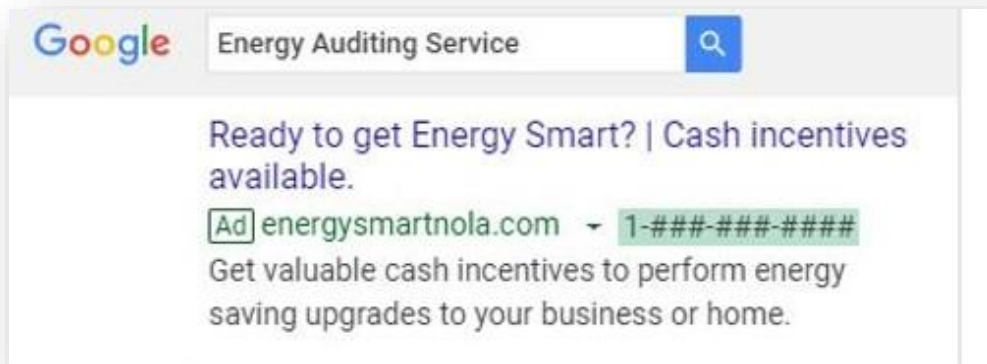 Google Energy Auditing Service
Ready to get Energy Smart? | Cash incentives
available.
Ad energysmartnola.com 1-###-###-####
Get valuable cash incentives to perform energy
saving upgrades to your business or home.